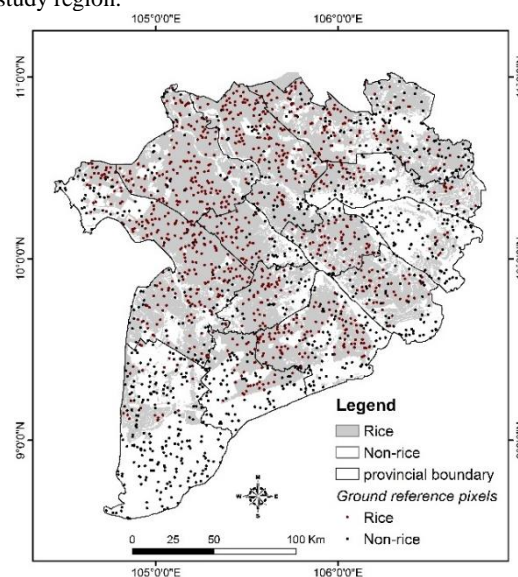 study region.
105°0'0"E 106°0'0"E
11°0'0"N
10°0'0"N
9°0'0"N
Legend
Rice
Non-rice
provincial boundary
Ground reference pixels
Rice
Non-rice
N
W E
S
0 25 50 100 Km
105°0'0"E 106°0'0"E